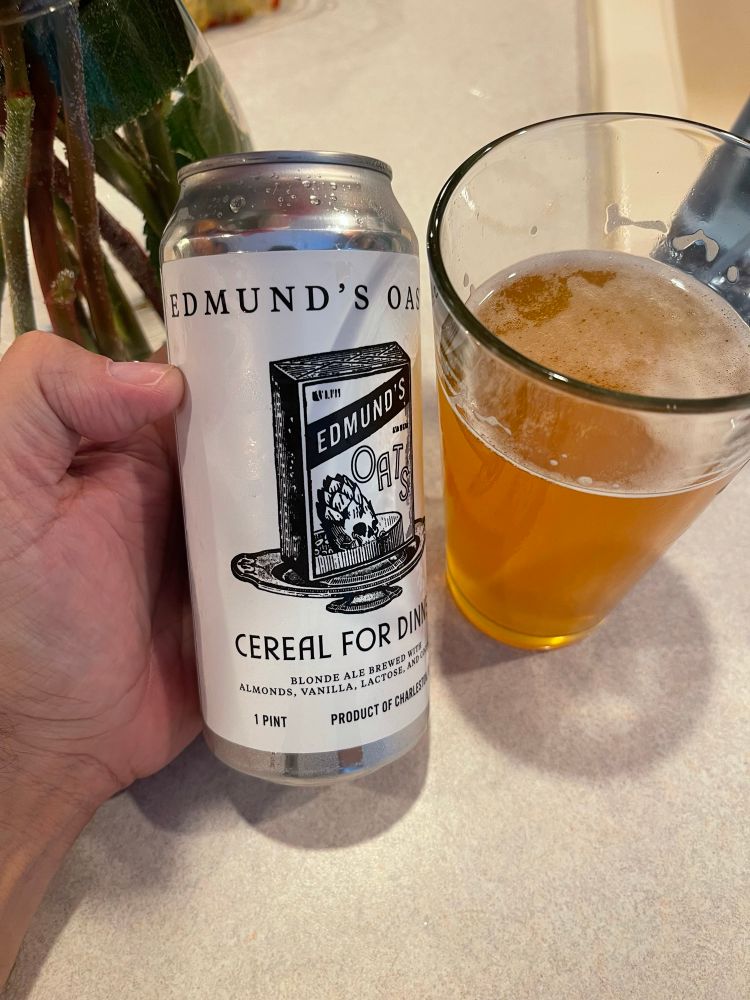 EDMUND'S OAS
EDMUND'S
OATS
CEREAL FOR DINN
BLONDE ALE BREWED WITH
ALMONDS, VANILLA, LACTOSE, AND
1 PINT PRODUCT OF CHARLESTON